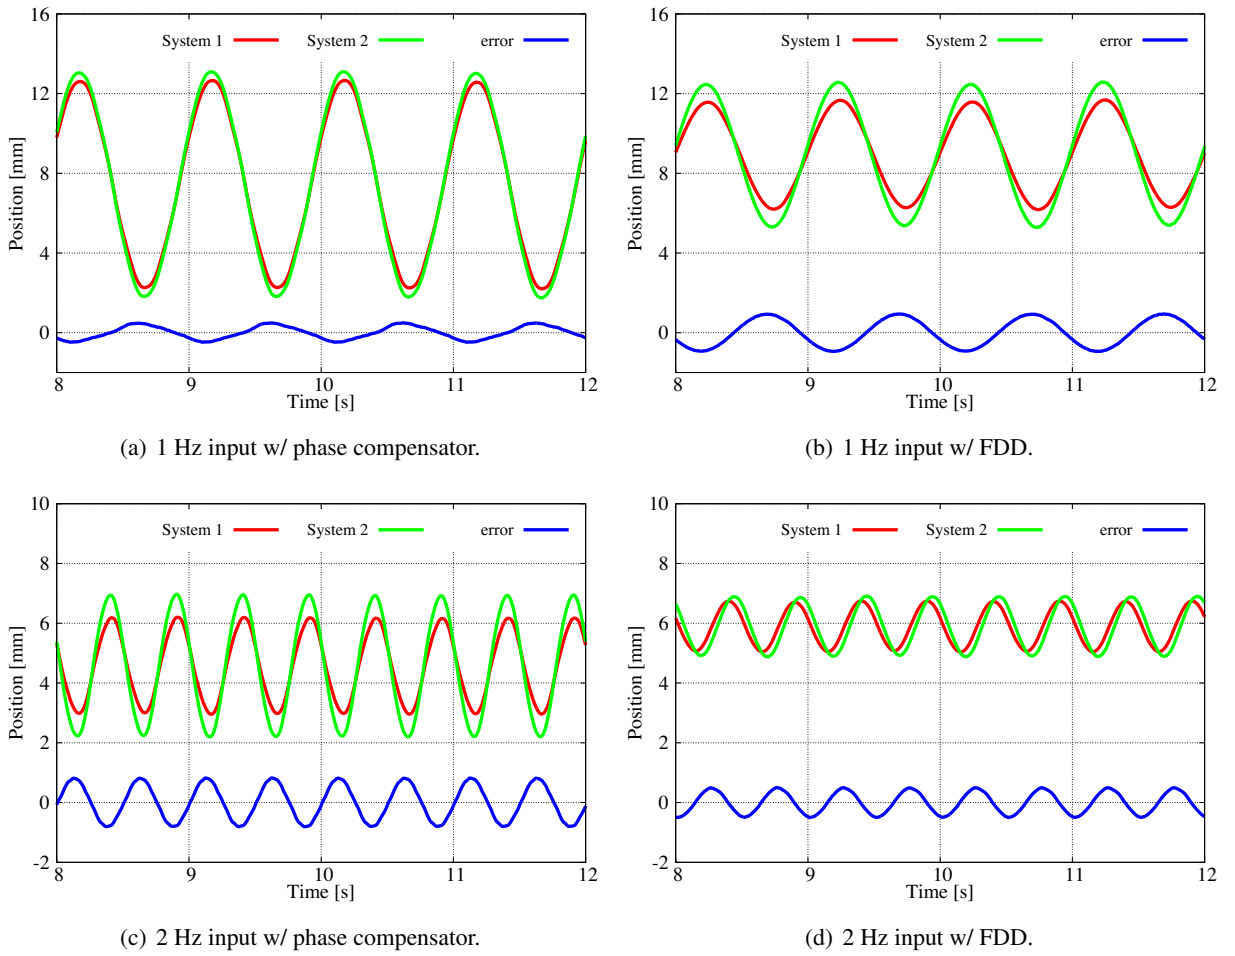 16
12
8
4
0
Position [mm]
System 1
System 2
error
8
9
10
11
12
Time [s]
(a) 1 Hz input w/ phase compensator.
16
12
8
4
0
Position [mm]
System 1
System 2
error
8
9
10
11
12
Time [s]
(b) 1 Hz input w/ FDD.
10
8
6
4
2
0
-2
Position [mm]
System 1
System 2
error
8
9
10
11
12
Time [s]
(c) 2 Hz input w/ phase compensator.
10
8
6
4
2
0
-2
Position [mm]
System 1
System 2
error
8
9
10
11
12
Time [s]
(d) 2 Hz input w/ FDD.